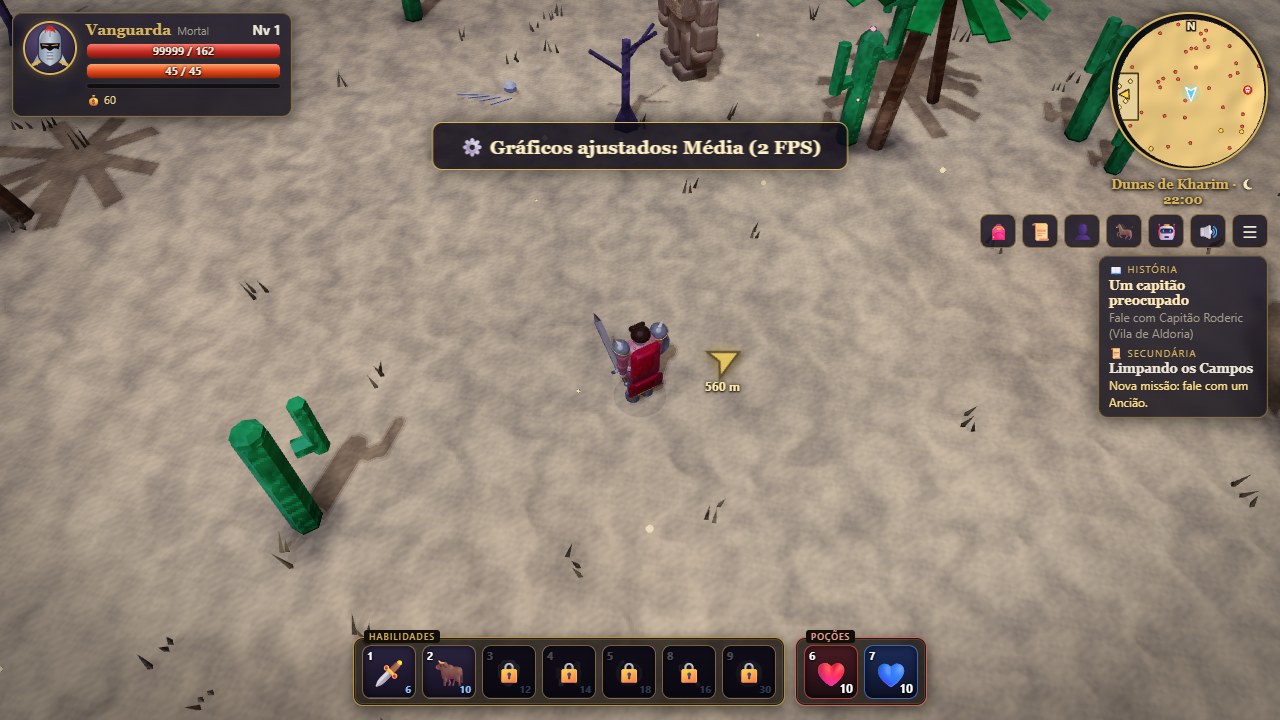 Vanguarda Mortal Nv 1
99999 / 162
45 / 45
60
N
Gráficos ajustados: Média (2 FPS)
Dunas de Kharim ·
22:00
HISTÓRIA
Um capitão
preocupado
Fale com Capitão Roderic
(Vila de Aldoria)
SECUNDÁRIA
Limpando os Campos
Nova missão: fale com um
Ancião.
560 m
HABILIDADES
1 6
2 10
3 12
4 14
5 18
8 16
9 30
POÇÕES
6 10
7 10